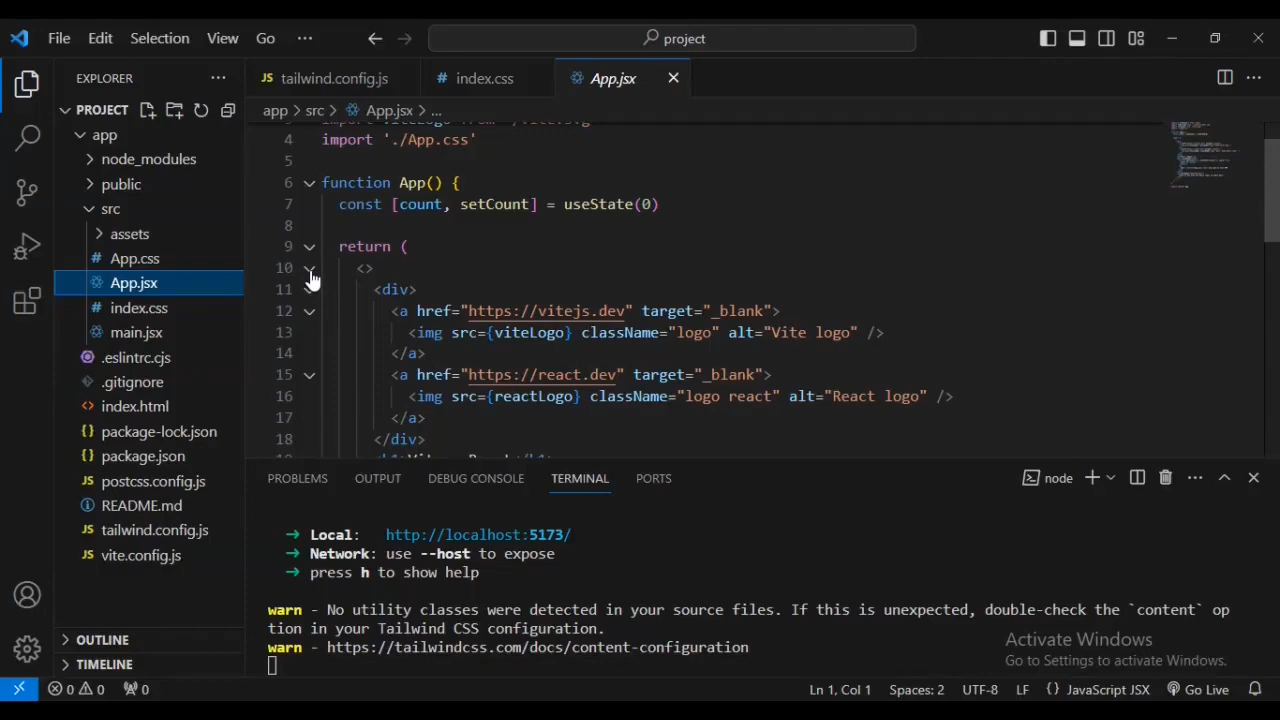 File Edit Selection View Go ··· project
EXPLORER ···
tailwind.config.js
index.css
App.jsx
PROJECT
app
node_modules
public
src
assets
App.css
App.jsx
index.css
main.jsx
.eslintrc.cjs
.gitignore
index.html
package-lock.json
package.json
postcss.config.js
README.md
tailwind.config.js
vite.config.js
OUTLINE
TIMELINE
app > src > App.jsx > ...
4 import './App.css'
5
6 function App() {
7 const [count, setCount] = useState(0)
8
9 return (
10 <>
11 <div>
12 <a href="https://vitejs.dev" target="_blank">
13 <img src={viteLogo} className="logo" alt="Vite logo" />
14 </a>
15 <a href="https://react.dev" target="_blank">
16 <img src={reactLogo} className="logo react" alt="React logo" />
17 </a>
18 </div>
PROBLEMS OUTPUT DEBUG CONSOLE TERMINAL PORTS
node
➜ Local: http://localhost:5173/
➜ Network: use --host to expose
➜ press h to show help
warn - No utility classes were detected in your source files. If this is unexpected, double-check the `content` op
tion in your Tailwind CSS configuration.
warn - https://tailwindcss.com/docs/content-configuration
Activate Windows
Go to Settings to activate Windows.
0 0 0
Ln 1, Col 1 Spaces: 2 UTF-8 LF {} JavaScript JSX Go Live